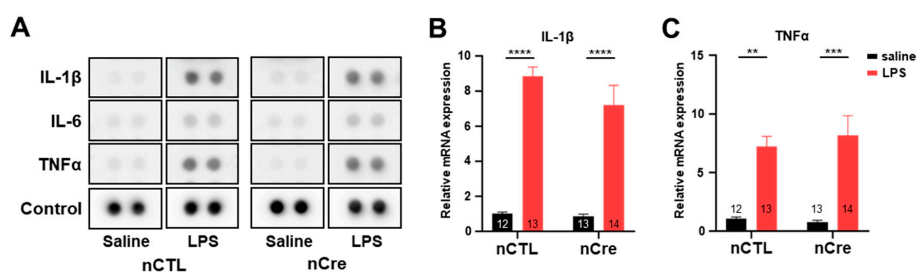 A
IL-1β
IL-6
TNFα
Control
Saline LPS Saline LPS
nCTL nCre
B
IL-1β
Relative mRNA expression
10
8
6
4
2
0
**** ****
12 13 13 14
nCTL nCre
C
TNFα
Relative mRNA expression
15
10
5
0
** ***
12 13 13 14
nCTL nCre
saline
LPS